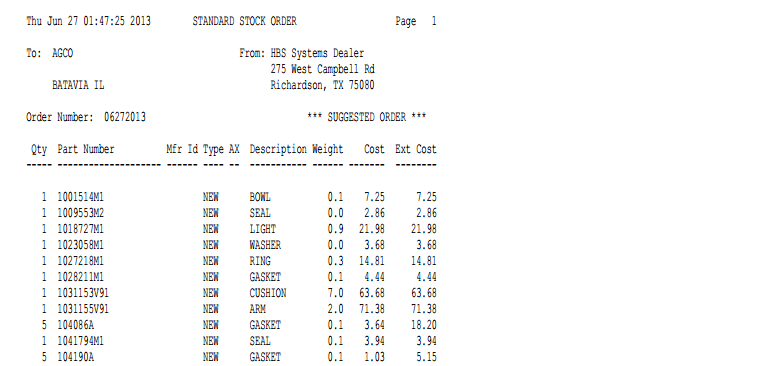 Thu Jun 27 01:47:25 2013 STANDARD STOCK ORDER Page 1
To: AGCO From: HBS Systems Dealer
275 West Campbell Rd
BATAVIA IL Richardson, TX 75080
Order Number: 06272013 *** SUGGESTED ORDER ***
Qty Part Number Mfr Id Type AX Description Weight Cost Ext Cost
----- -------------------- ------ ---- -- ----------- ------ ------- --------
1 1001514M1 NEW BOWL 0.1 7.25 7.25
1 1009553M2 NEW SEAL 0.0 2.86 2.86
1 1018727M1 NEW LIGHT 0.9 21.98 21.98
1 1023058M1 NEW WASHER 0.0 3.68 3.68
1 1027218M1 NEW RING 0.3 14.81 14.81
1 1028211M1 NEW GASKET 0.1 4.44 4.44
1 1031153V91 NEW CUSHION 7.0 63.68 63.68
1 1031155V91 NEW ARM 2.0 71.38 71.38
5 104086A NEW GASKET 0.1 3.64 18.20
1 1041794M1 NEW SEAL 0.1 3.94 3.94
5 104190A NEW GASKET 0.1 1.03 5.15